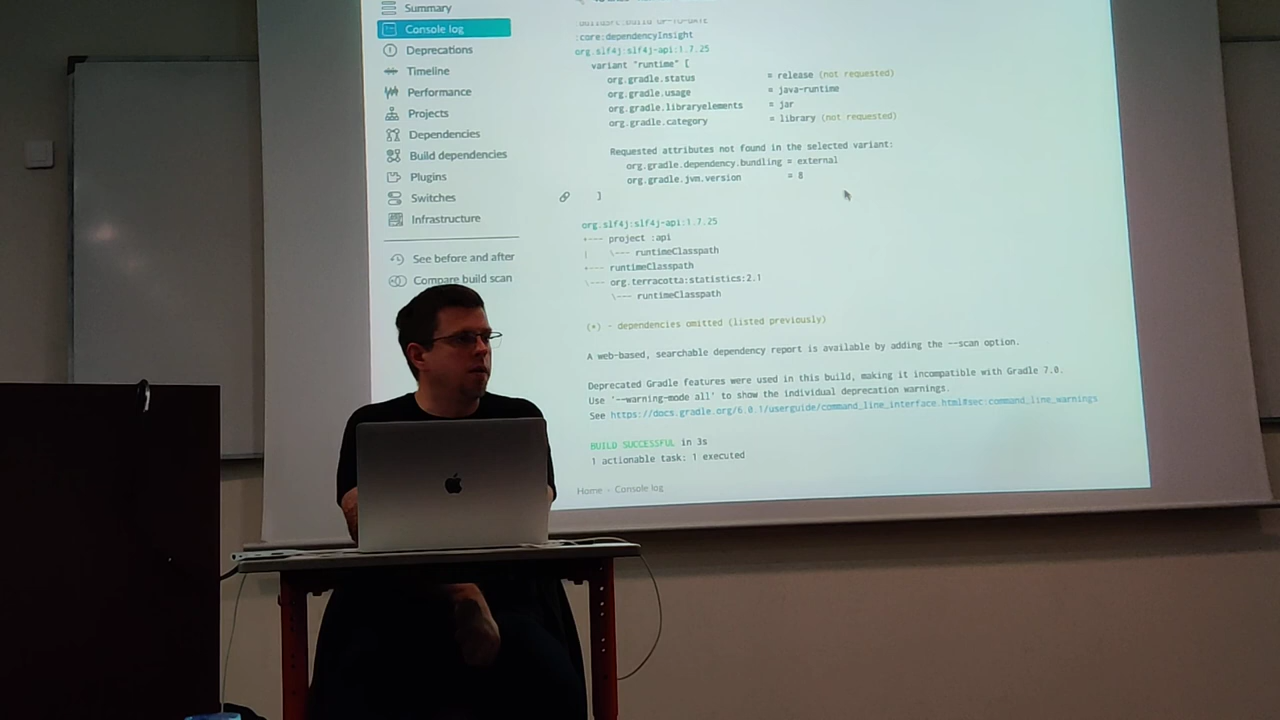 Summary
Console log
Deprecations
Timeline
Performance
Projects
Dependencies
Build dependencies
Plugins
Switches
Infrastructure
See before and after
Compare build scan
:core:dependencyInsight
org.slf4j:slf4j-api:1.7.25
variant "runtime" [
org.gradle.status = release (not requested)
org.gradle.usage = java-runtime
org.gradle.libraryelements = jar
org.gradle.category = library (not requested)
Requested attributes not found in the selected variant:
org.gradle.dependency.bundling = external
org.gradle.jvm.version = 8
]
org.slf4j:slf4j-api:1.7.25
+--- project :api
|    \--- runtimeClasspath
+--- runtimeClasspath
\--- org.terracotta:statistics:2.1
\--- runtimeClasspath
(*) - dependencies omitted (listed previously)
A web-based, searchable dependency report is available by adding the --scan option.
Deprecated Gradle features were used in this build, making it incompatible with Gradle 7.0.
Use '--warning-mode all' to show the individual deprecation warnings.
See https://docs.gradle.org/6.0.1/userguide/command_line_interface.html#sec:command_line_warnings
BUILD SUCCESSFUL in 3s
1 actionable task: 1 executed
Home - Console log